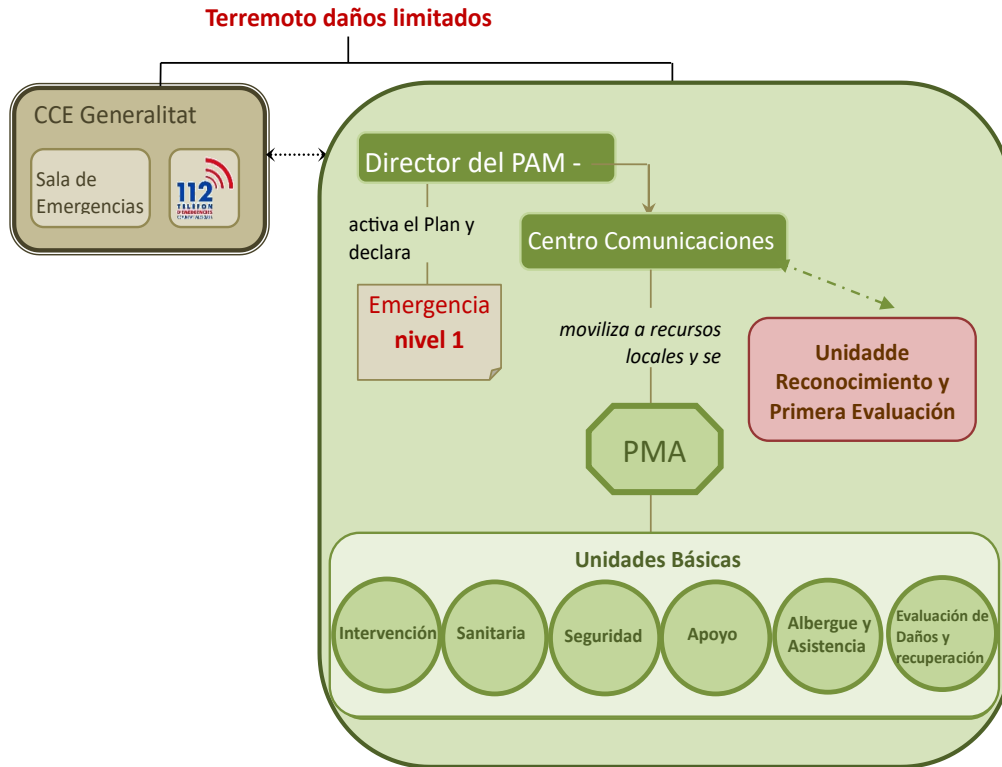 Terremoto daños limitados
CCE Generalitat
Sala de
Emergencias
112
TELÈFON
D'EMERGÈNCIES
Director del PAM -
activa el Plan y
declara
Emergencia
nivel 1
Centro Comunicaciones
moviliza a recursos
locales y se
Unidadde
Reconocimiento y
Primera Evaluación
PMA
Unidades Básicas
Intervención
Sanitaria
Seguridad
Apoyo
Albergue y
Asistencia
Evaluación de
Daños y
recuperación